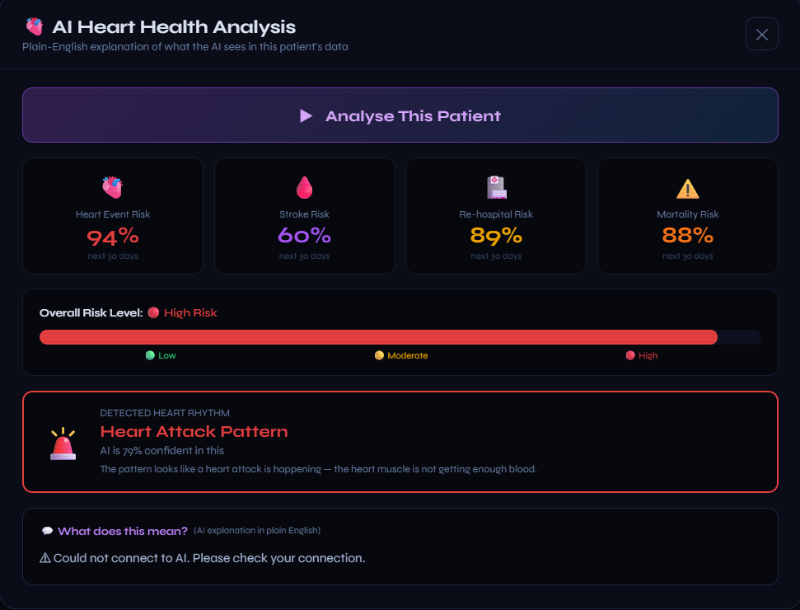 AI Heart Health Analysis
Plain-English explanation of what the AI sees in this patient's data
Analyse This Patient
Heart Event Risk
94%
next 30 days
Stroke Risk
60%
next 30 days
Re-hospital Risk
89%
next 30 days
Mortality Risk
88%
next 30 days
Overall Risk Level: High Risk
Low
Moderate
High
DETECTED HEART RHYTHM
Heart Attack Pattern
AI is 79% confident in this
The pattern looks like a heart attack is happening — the heart muscle is not getting enough blood.
What does this mean? (AI explanation in plain English)
⚠ Could not connect to AI. Please check your connection.